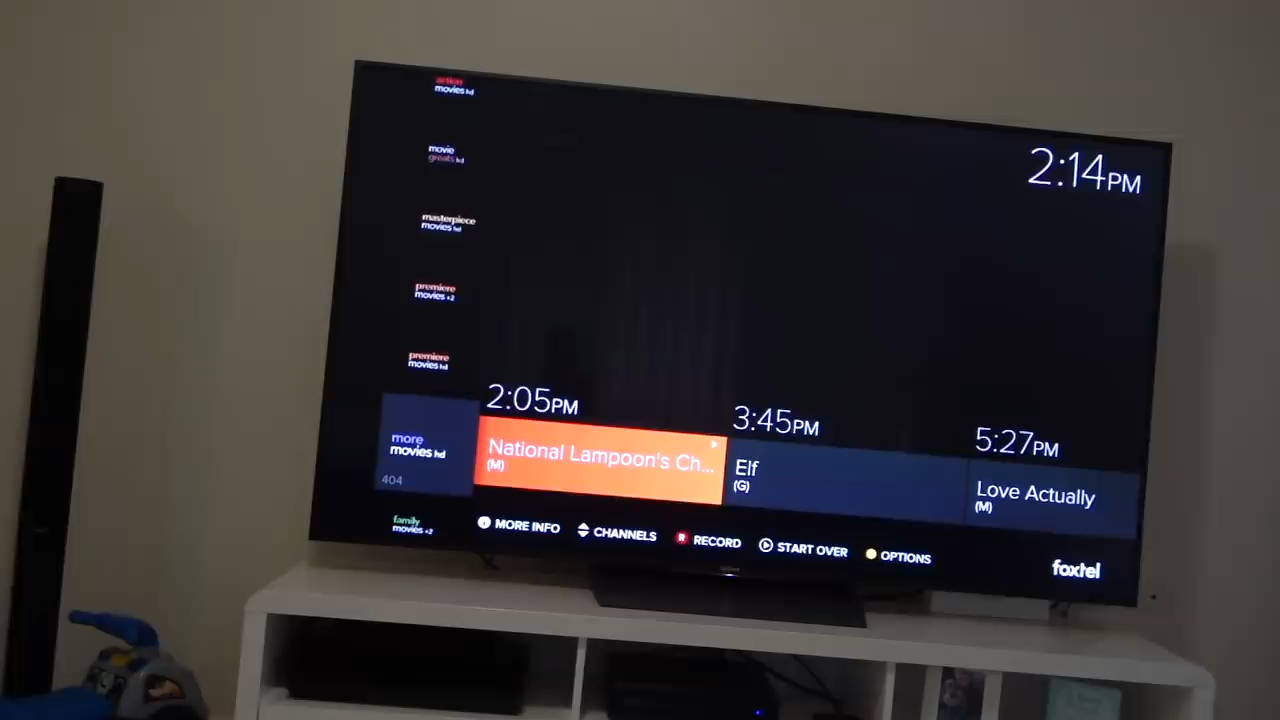 action
movies hd
2:14PM
movie
greats hd
masterpiece
movies hd
premiere
movies +2
premiere
movies hd
2:05PM
3:45PM
5:27PM
more
movies hd
404
National Lampoon's Ch...
(M)
Elf
(G)
Love Actually
(M)
family
movies +2
i MORE INFO
CHANNELS
R RECORD
START OVER
OPTIONS
foxtel